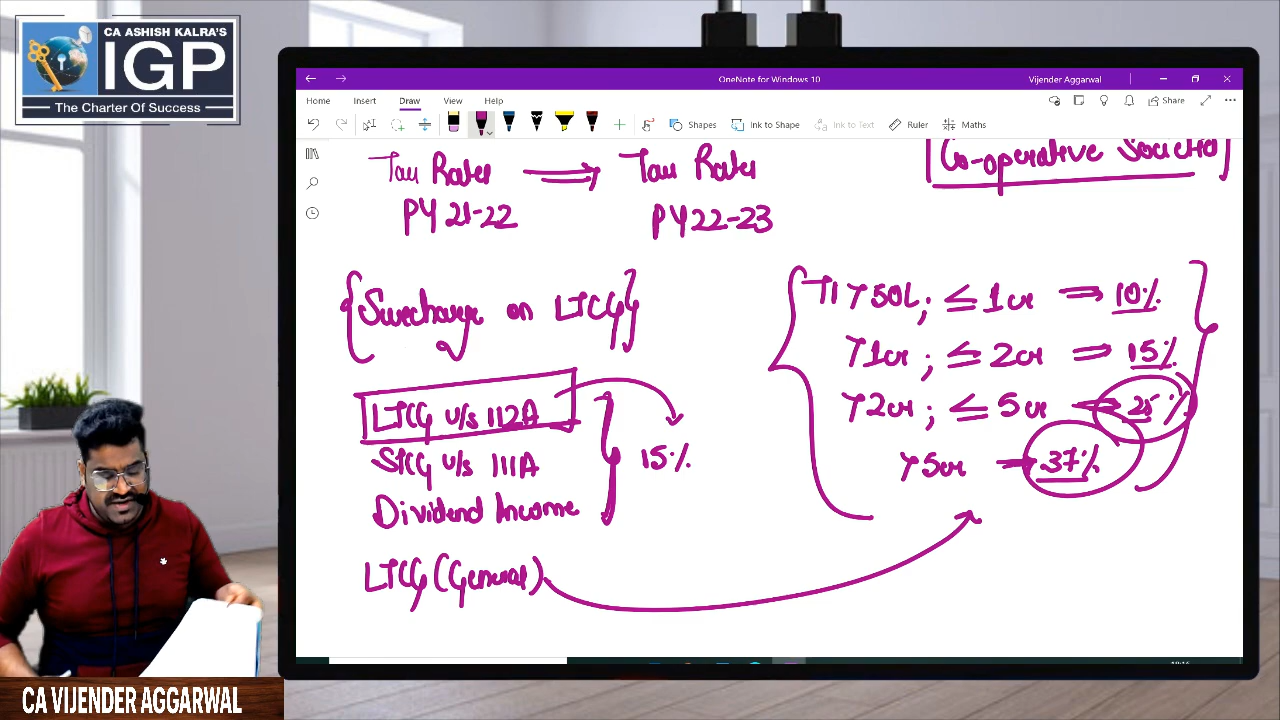 CA ASHISH KALRA'S
IGP
The Charter Of Success
OneNote for Windows 10
Vijender Aggarwal
Home Insert Draw View Help
Share
Shapes Ink to Shape Ink to Text Ruler Maths
Tax Rates Tax Rates Co-operative Societies
PY 21-22 PY 22-23
{Surcharge on LTCG}
TI > 50L; ≤ 1cr ⇒ 10%
> 1cr; ≤ 2cr ⇒ 15%
> 2cr; ≤ 5cr ⇒ 25%
> 5cr → 37%
LTCG u/s 112A
STCG u/s 111A
Dividend Income
15%
LTCG (General)
CA VIJENDER AGGARWAL